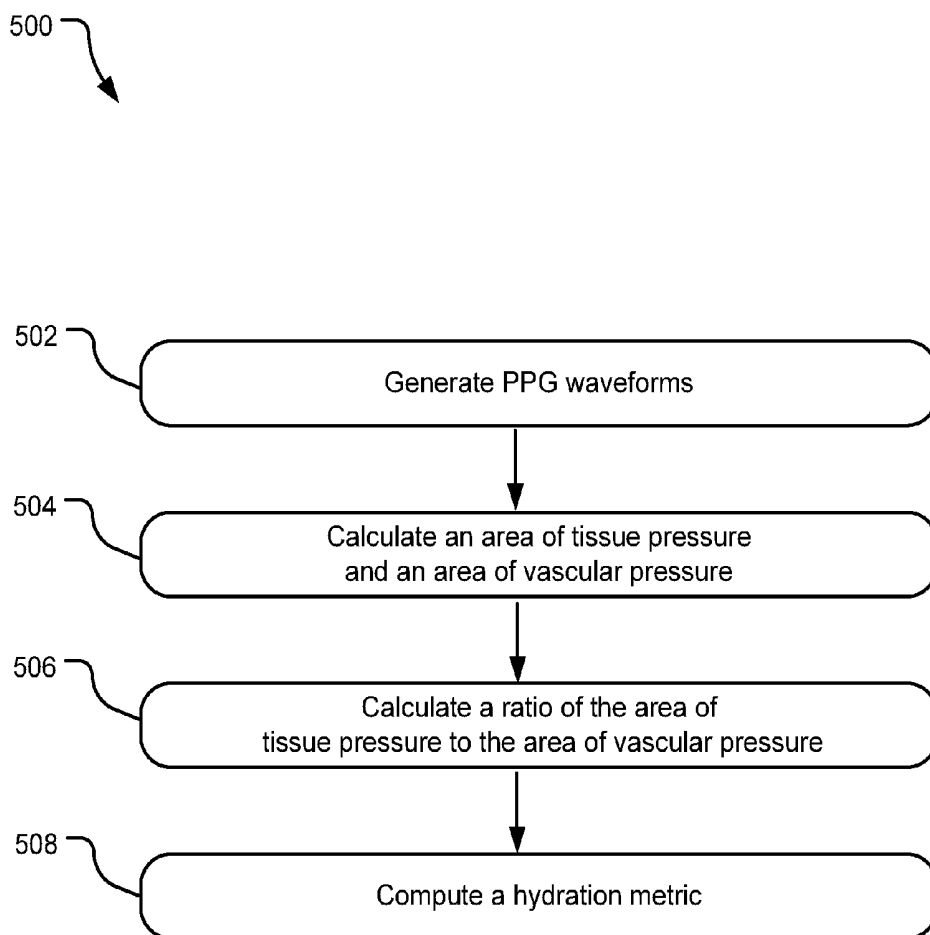 500
502
Generate PPG waveforms
504
Calculate an area of tissue pressure
and an area of vascular pressure
506
Calculate a ratio of the area of
tissue pressure to the area of vascular pressure
508
Compute a hydration metric